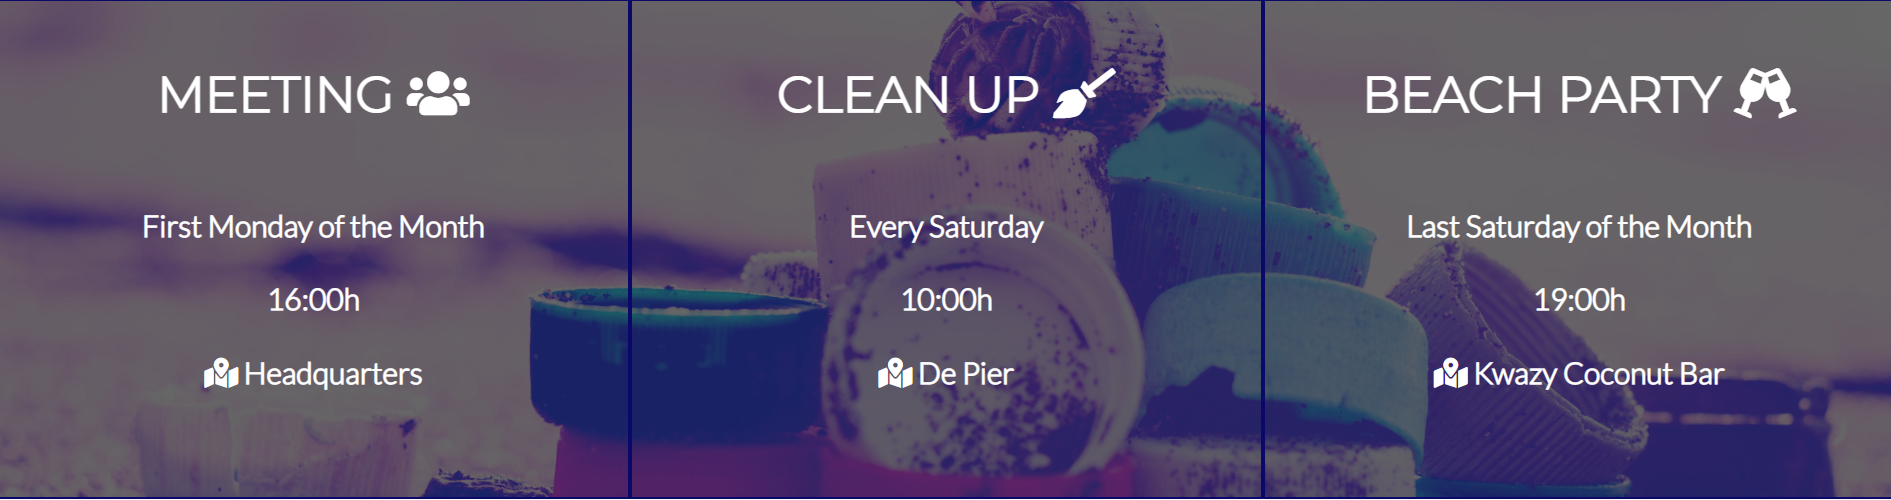 MEETING
First Monday of the Month
16:00h
Headquarters
CLEAN UP
Every Saturday
10:00h
De Pier
BEACH PARTY
Last Saturday of the Month
19:00h
Kwazy Coconut Bar